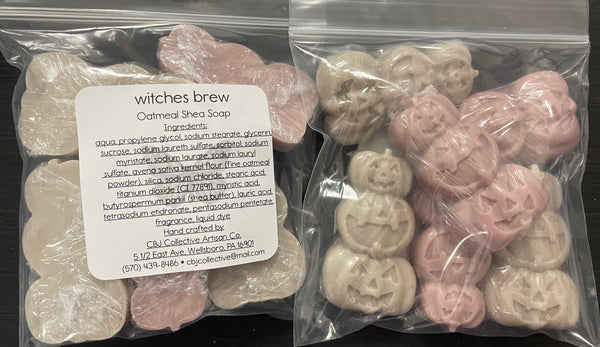 witches brew
Oatmeal Shea Soap
Ingredients:
aqua, propylene glycol, sodium stearate, glycerin,
sucrose, sodium laureth sulfate, sorbitol, sodium
myristate, sodium laurate, sodium lauryl
sulfate, avena sativa kernel flour (fine oatmeal
powder), silica, sodium chloride, stearic acid,
titanium dioxide (CI 77891), myristic acid,
butyrospermum parkii (shea butter), lauric acid,
tetrasodium etidronate, pentasodium pentetate,
fragrance, liquid dye
Hand crafted by:
CBJ Collective Artisan Co.
5 1/2 East Ave, Wellsboro, PA 16901
(570) 439-8486 • cbjcollective@mail.com